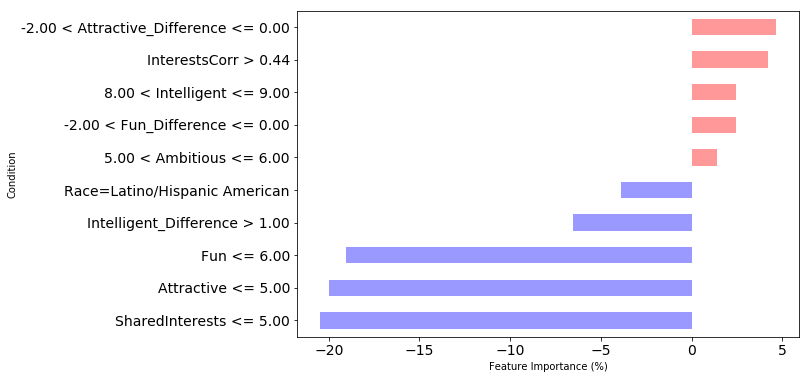 -2.00 < Attractive_Difference <= 0.00
InterestsCorr > 0.44
8.00 < Intelligent <= 9.00
-2.00 < Fun_Difference <= 0.00
5.00 < Ambitious <= 6.00
Race=Latino/Hispanic American
Intelligent_Difference > 1.00
Fun <= 6.00
Attractive <= 5.00
SharedInterests <= 5.00
Condition
−20 −15 −10 −5 0 5
Feature Importance (%)